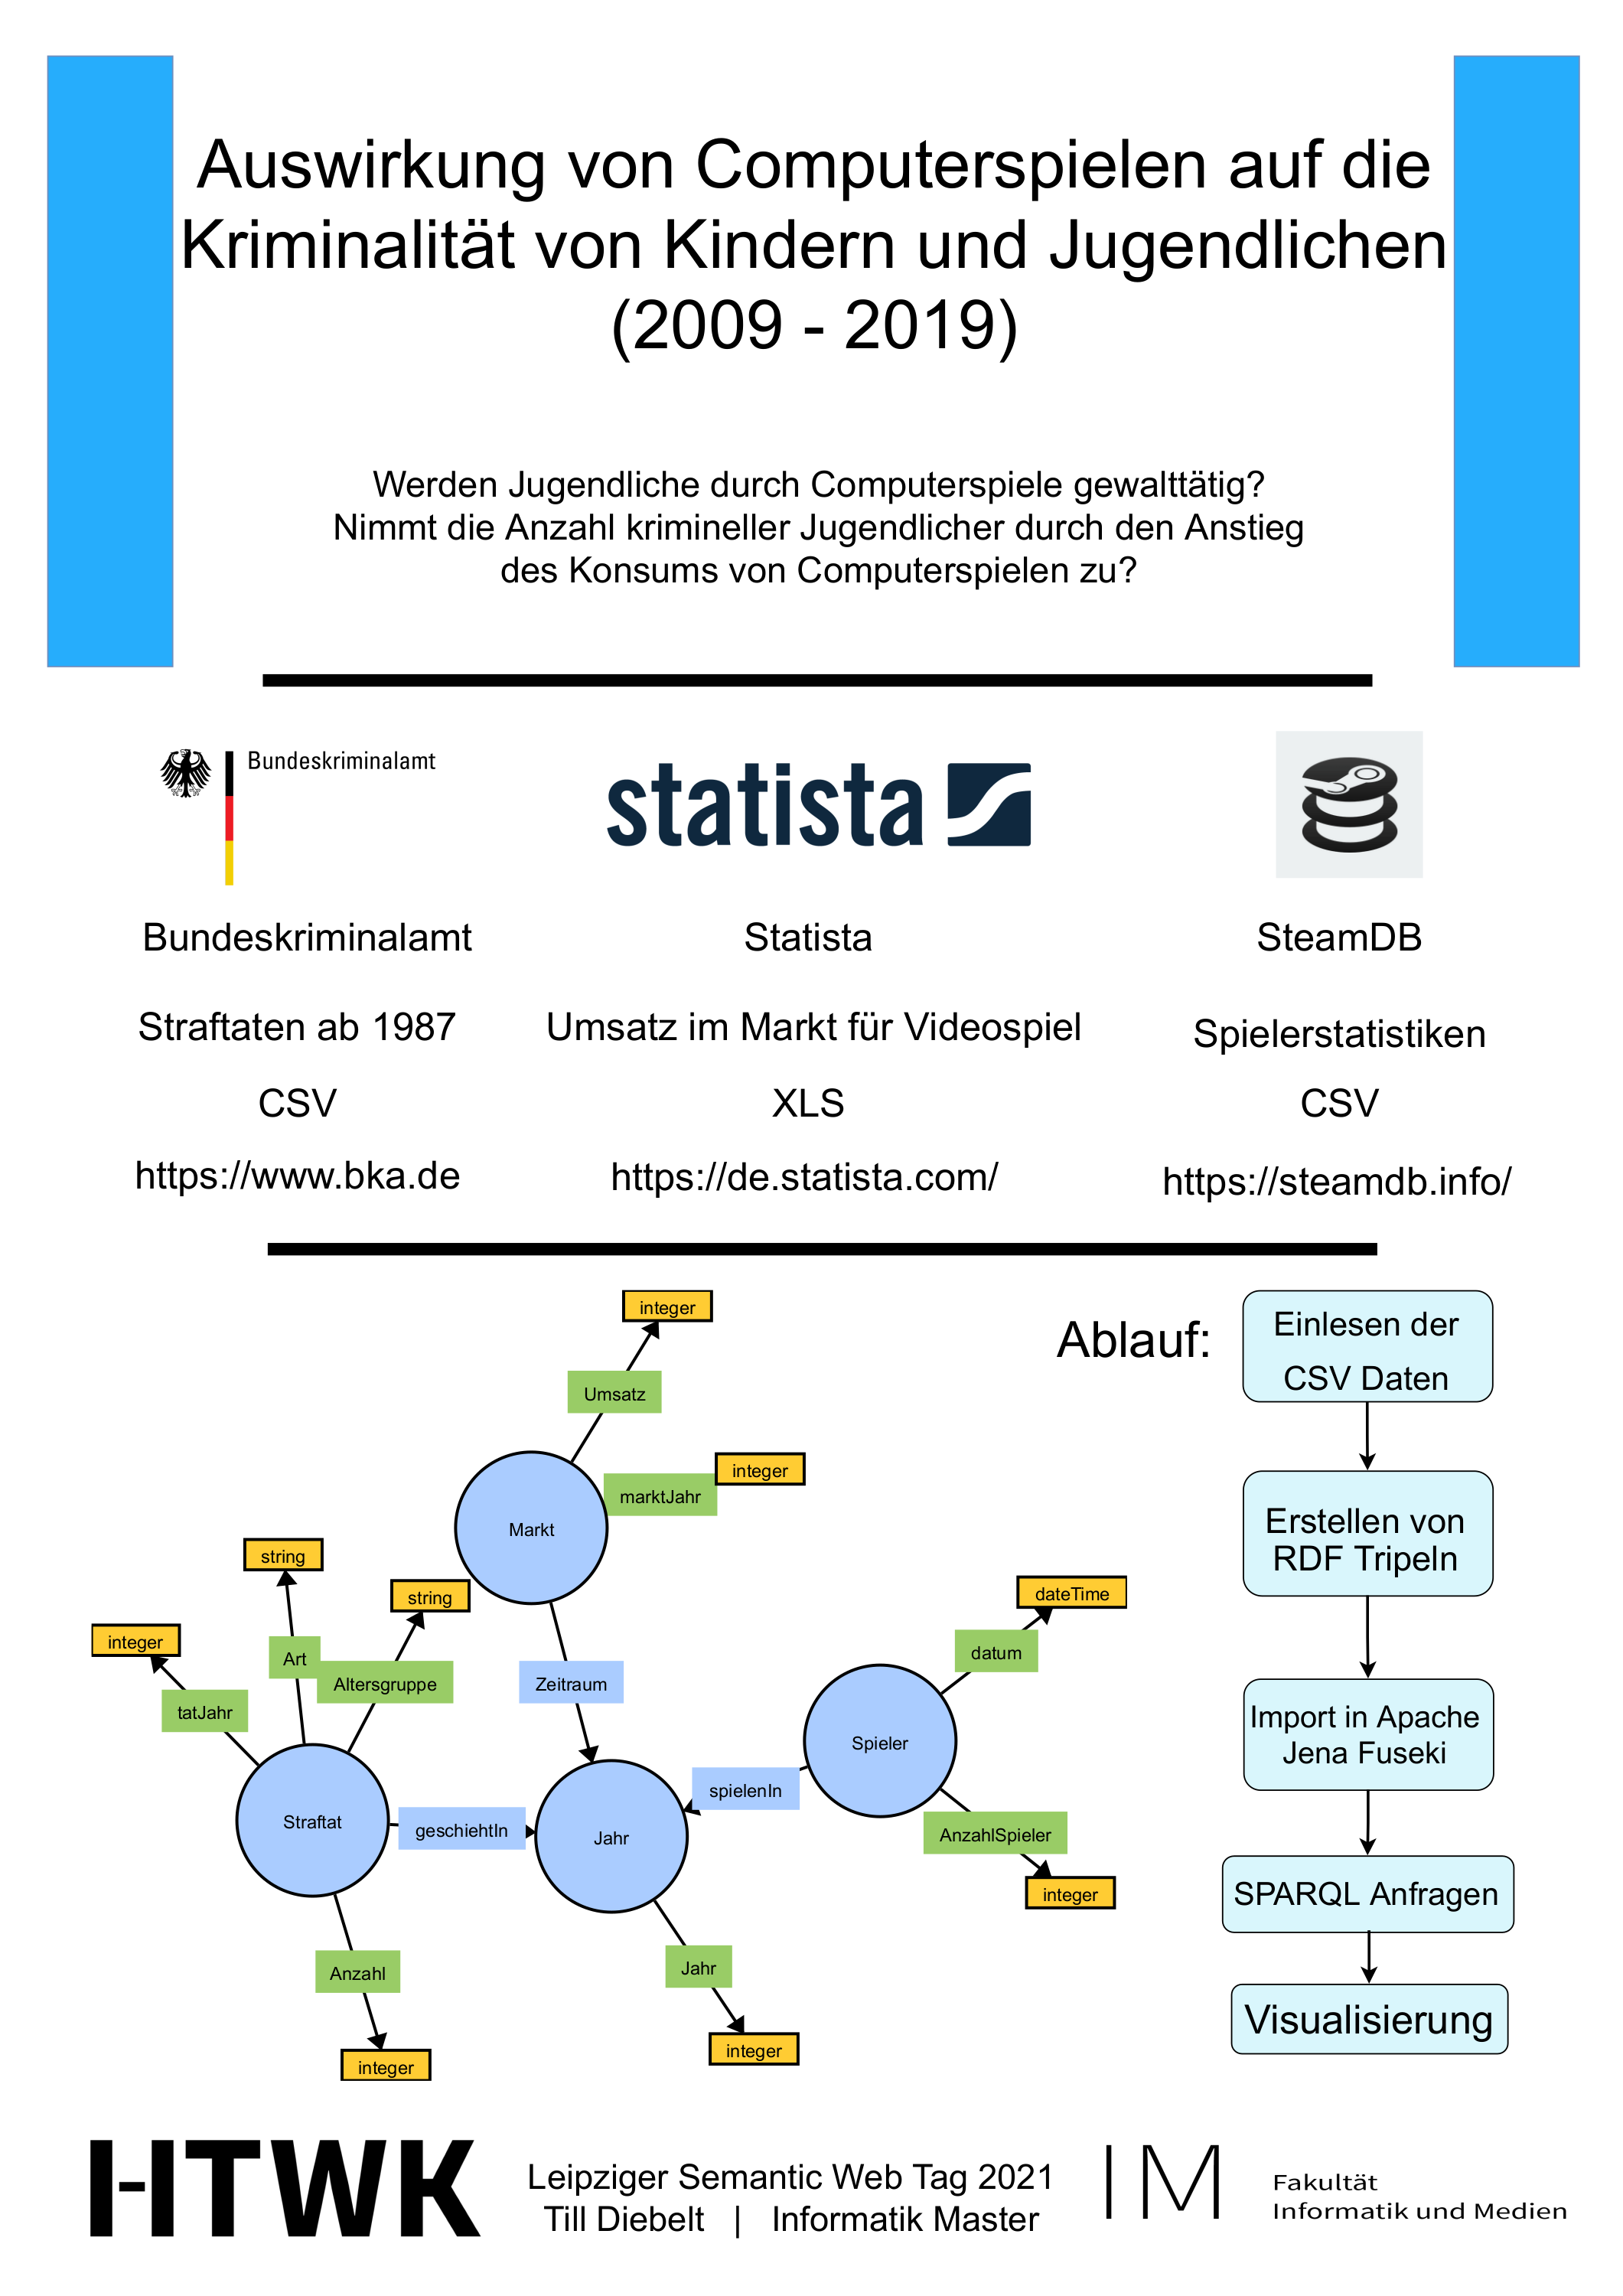 Auswirkung von Computerspielen auf die
Kriminalität von Kindern und Jugendlichen
(2009 - 2019)
Werden Jugendliche durch Computerspiele gewalttätig?
Nimmt die Anzahl krimineller Jugendlicher durch den Anstieg
des Konsums von Computerspielen zu?
Bundeskriminalamt
statista
Bundeskriminalamt
Straftaten ab 1987
CSV
https://www.bka.de
Statista
Umsatz im Markt für Videospiel
XLS
https://de.statista.com/
SteamDB
Spielerstatistiken
CSV
https://steamdb.info/
integer
Umsatz
integer
marktJahr
Markt
string
string
integer
Art
Altersgruppe
tatJahr
Zeitraum
dateTime
datum
Spieler
spielenIn
Straftat
geschiehtIn
Jahr
AnzahlSpieler
integer
Anzahl
Jahr
integer
integer
Ablauf:
Einlesen der
CSV Daten
Erstellen von
RDF Tripeln
Import in Apache
Jena Fuseki
SPARQL Anfragen
Visualisierung
HTWK
Leipziger Semantic Web Tag 2021
Till Diebelt | Informatik Master
IM
Fakultät
Informatik und Medien